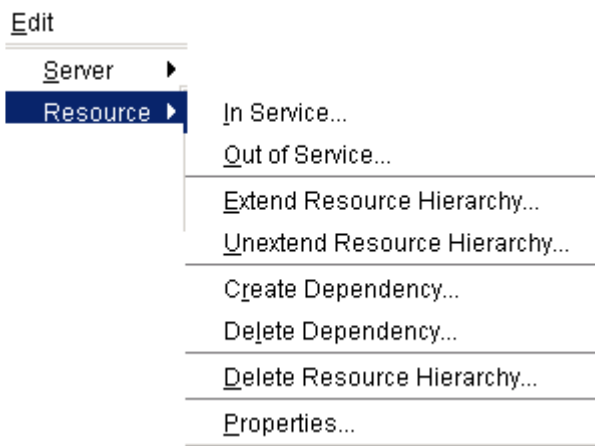 Edit
Server
Resource
In Service...
Out of Service...
Extend Resource Hierarchy...
Unextend Resource Hierarchy...
Create Dependency...
Delete Dependency...
Delete Resource Hierarchy...
Properties...